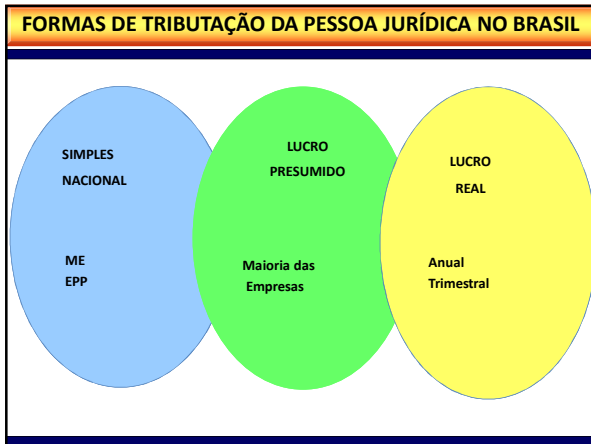 FORMAS DE TRIBUTAÇÃO DA PESSOA JURÍDICA NO BRASIL
SIMPLES
NACIONAL
ME
EPP
LUCRO
PRESUMIDO
Maioria das
Empresas
LUCRO
REAL
Anual
Trimestral